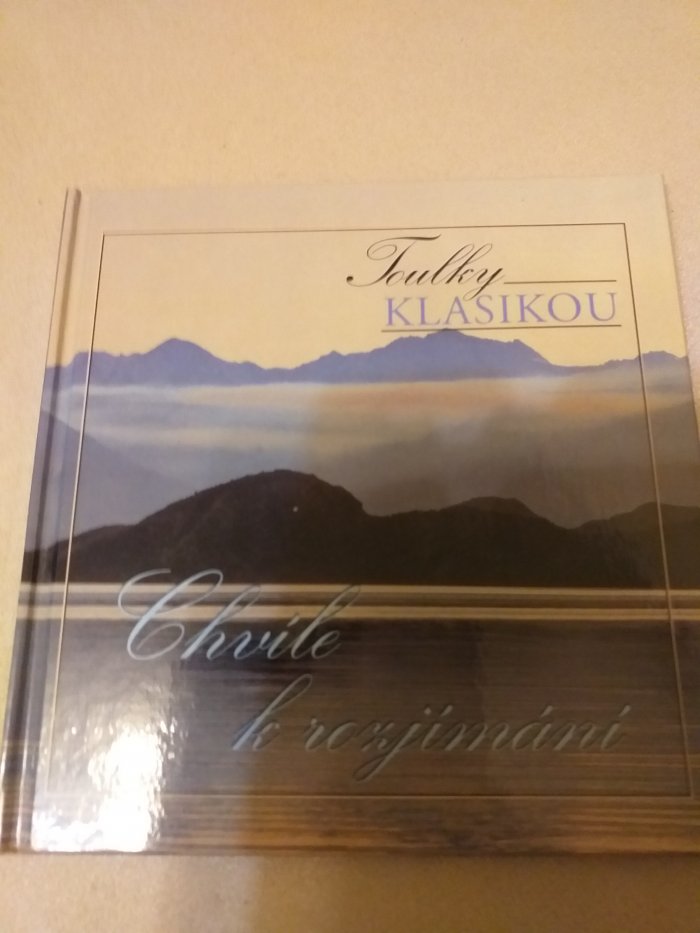 Toulky
KLASIKOU
Chvíle
k rozjímání